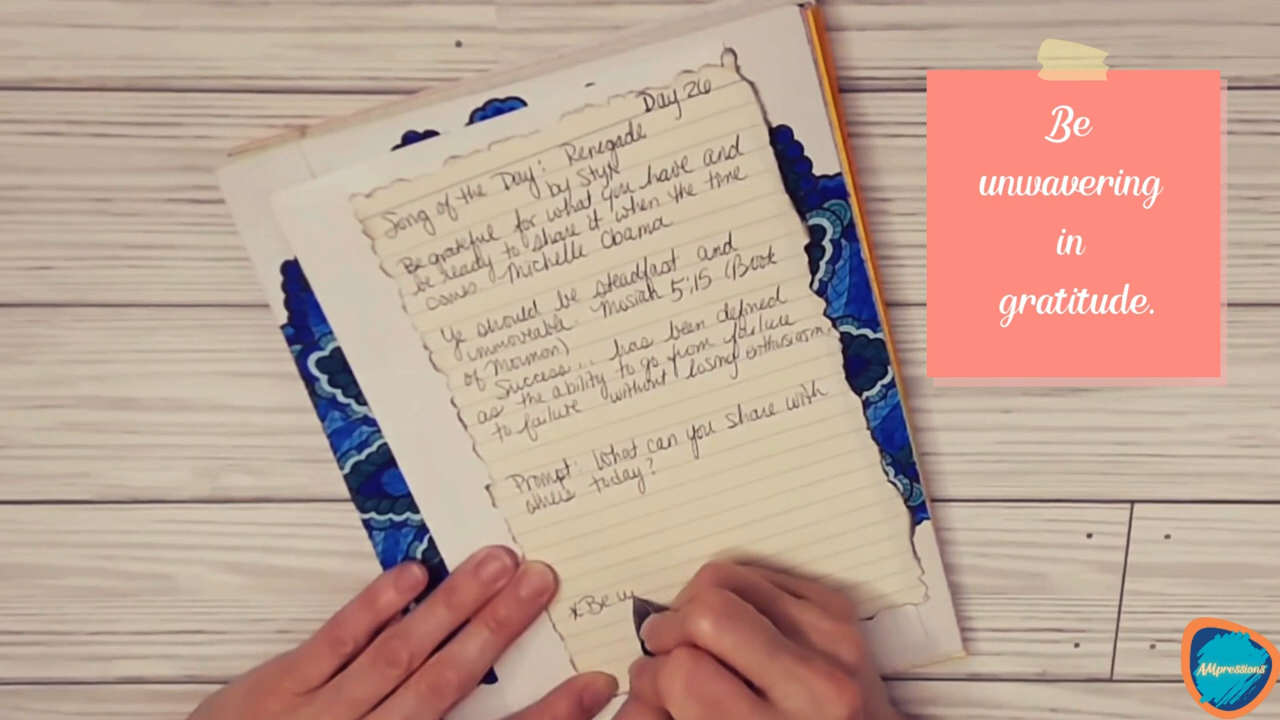 Day 26
Song of the Day: Renegade
by Styx
Be grateful for what you have and
be ready to share it when the time
comes. Michelle Obama
Ye should be steadfast and
immovable. Mosiah 5:15 (Book
of Mormon)
Success... has been defined
as the ability to go from failure
to failure without losing enthusiasm.
Prompt: What can you share with
others today?
*Be u
Be
unwavering
in
gratitude.
AMpressions